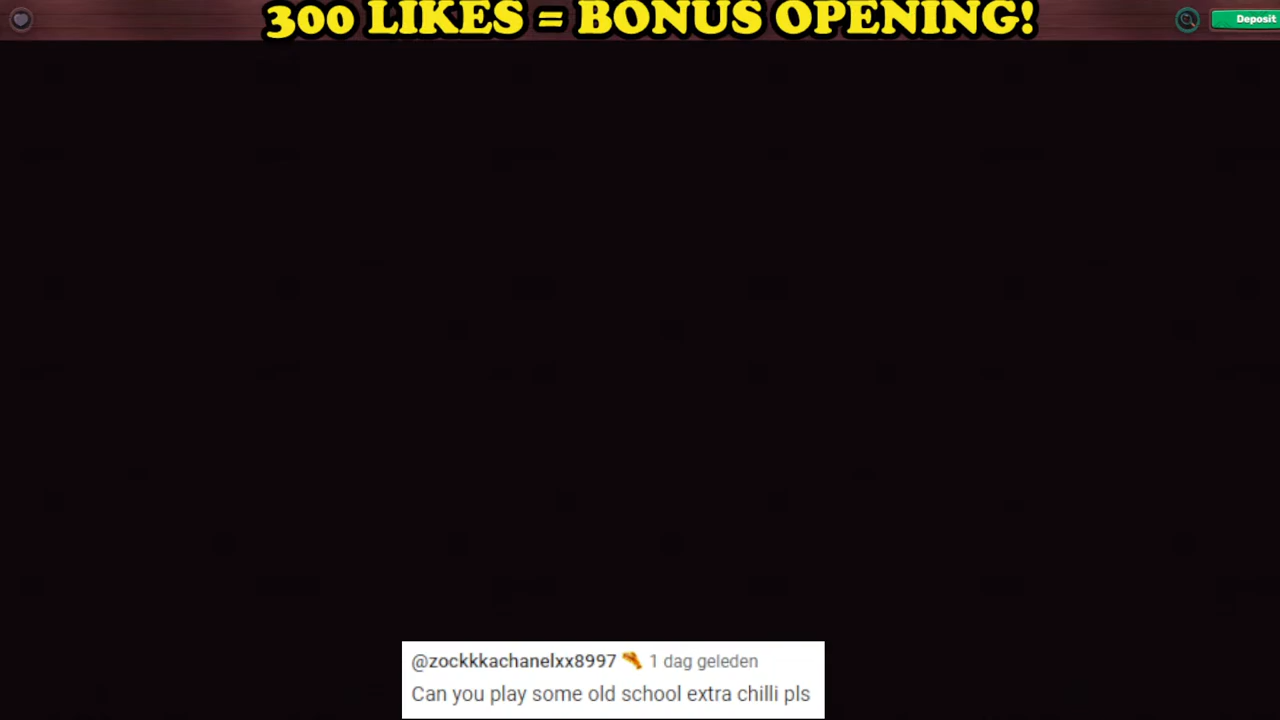 300 LIKES = BONUS OPENING!
Deposit
@zockkkachanelxx8997 1 dag geleden
Can you play some old school extra chilli pls